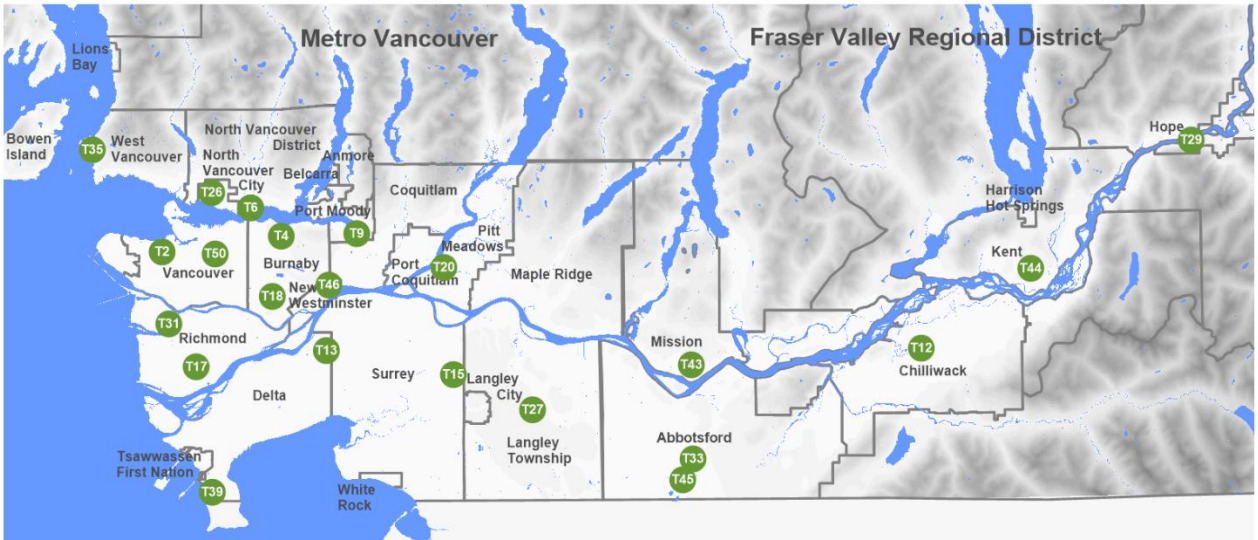 Metro Vancouver
Fraser Valley Regional District
Lions
Bay
Bowen
Island
T35
West
Vancouver
North Vancouver
District
North
Vancouver
City
T26
T6
Anmore
Belcarra
Port Moody
T9
Coquitlam
Hope
T29
Harrison
Hot Springs
T2
T50
Vancouver
T4
Burnaby
T18
T46
New
Westminster
Port
Coquitlam
T20
Pitt
Meadows
Maple Ridge
Kent
T44
T31
Richmond
T17
T13
Delta
Surrey
T15
Langley
City
T27
Langley
Township
Mission
T43
T12
Chilliwack
Abbotsford
T33
T45
Tsawwassen
First Nation
T39
White
Rock